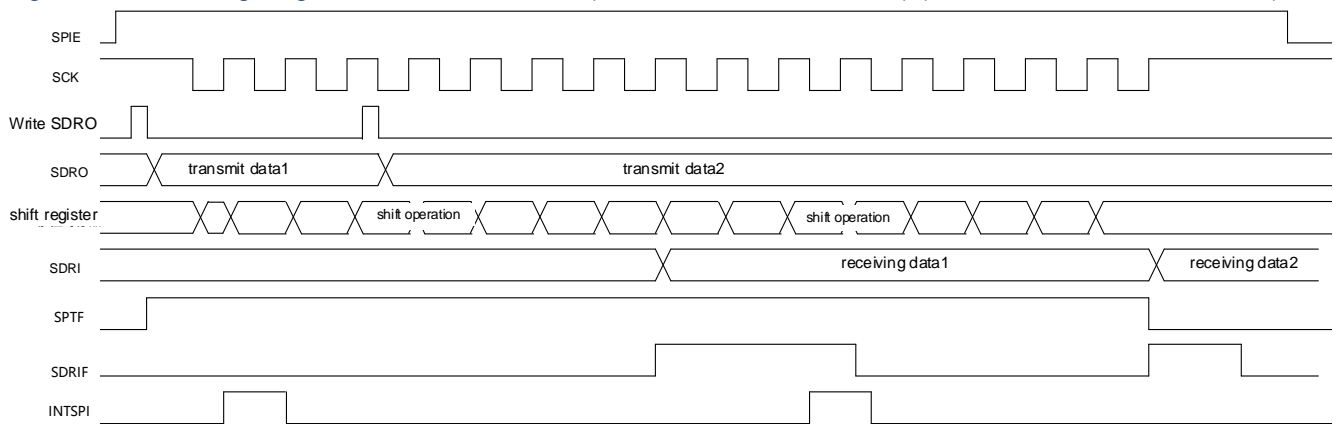 SPIE
SCK
Write SDRO
SDRO
transmit data1
transmit data2
shift register
shift operation
shift operation
SDRI
receiving data1
receiving data2
SPTF
SDRIF
INTSPI